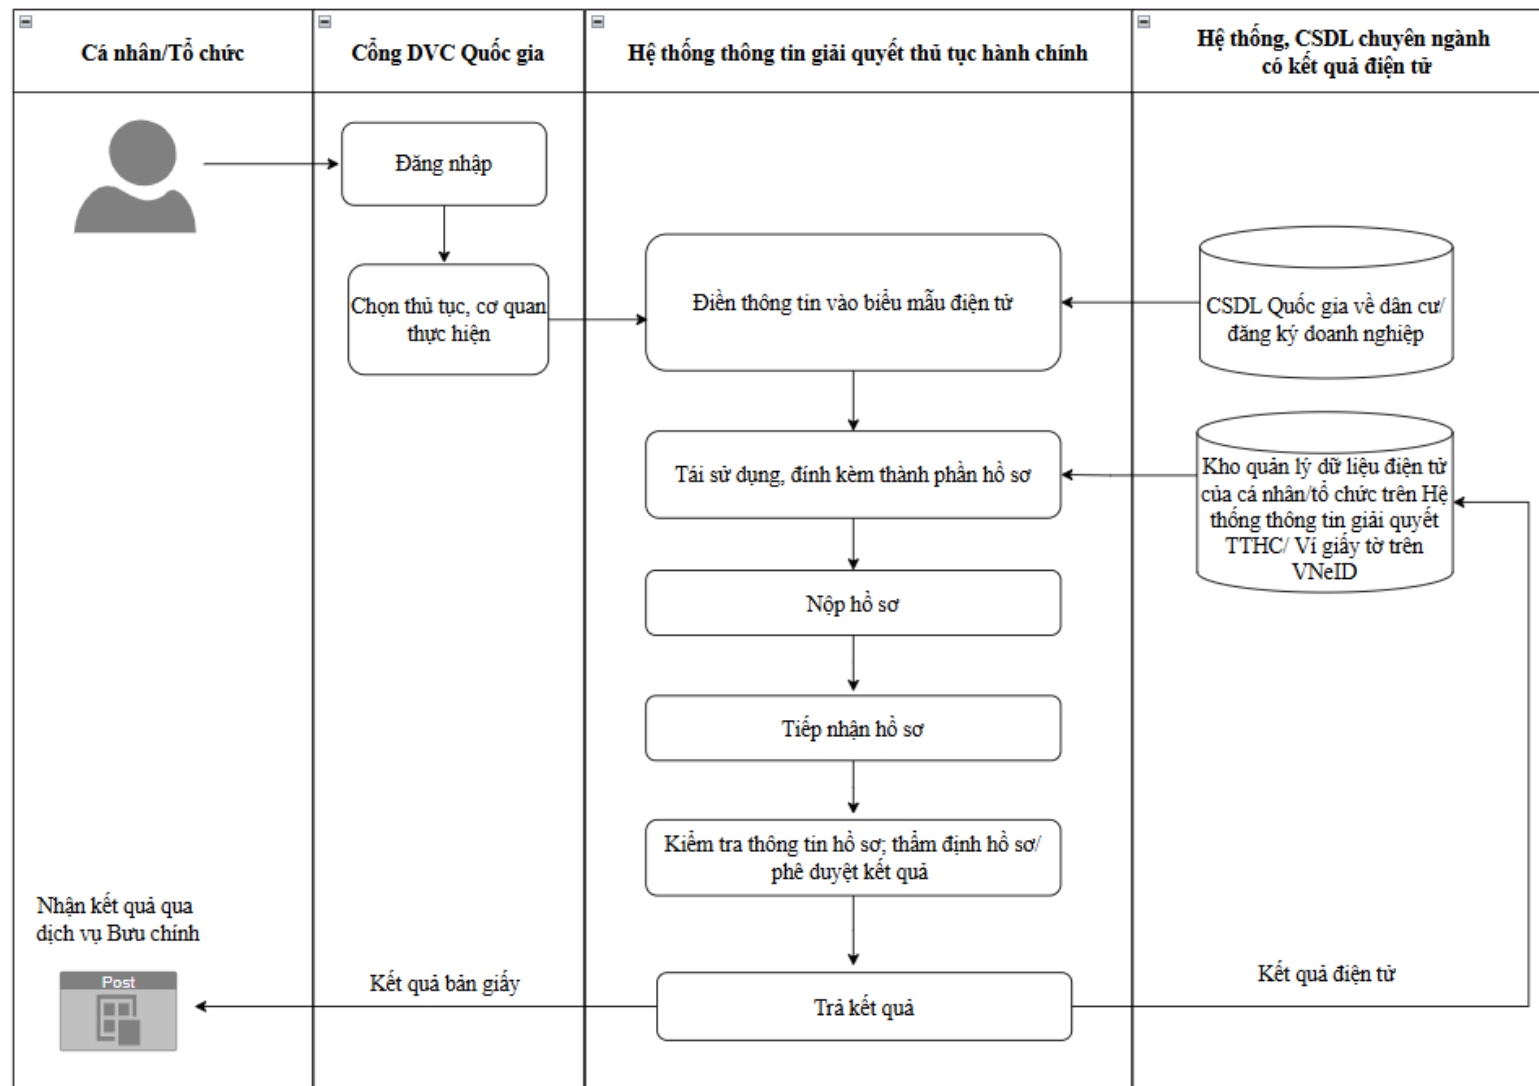 Cá nhân/Tổ chức
Cổng DVC Quốc gia
Hệ thống thông tin giải quyết thủ tục hành chính
Hệ thống, CSDL chuyên ngành
có kết quả điện tử
Đăng nhập
Chọn thủ tục, cơ quan
thực hiện
Điền thông tin vào biểu mẫu điện tử
CSDL Quốc gia về dân cư/
đăng ký doanh nghiệp
Tái sử dụng, đính kèm thành phần hồ sơ
Kho quản lý dữ liệu điện tử
của cá nhân/tổ chức trên Hệ
thống thông tin giải quyết
TTHC/ Ví giấy tờ trên
VNeID
Nộp hồ sơ
Tiếp nhận hồ sơ
Kiểm tra thông tin hồ sơ; thẩm định hồ sơ/
phê duyệt kết quả
Nhận kết quả qua
dịch vụ Bưu chính
Post
Kết quả bản giấy
Trả kết quả
Kết quả điện tử